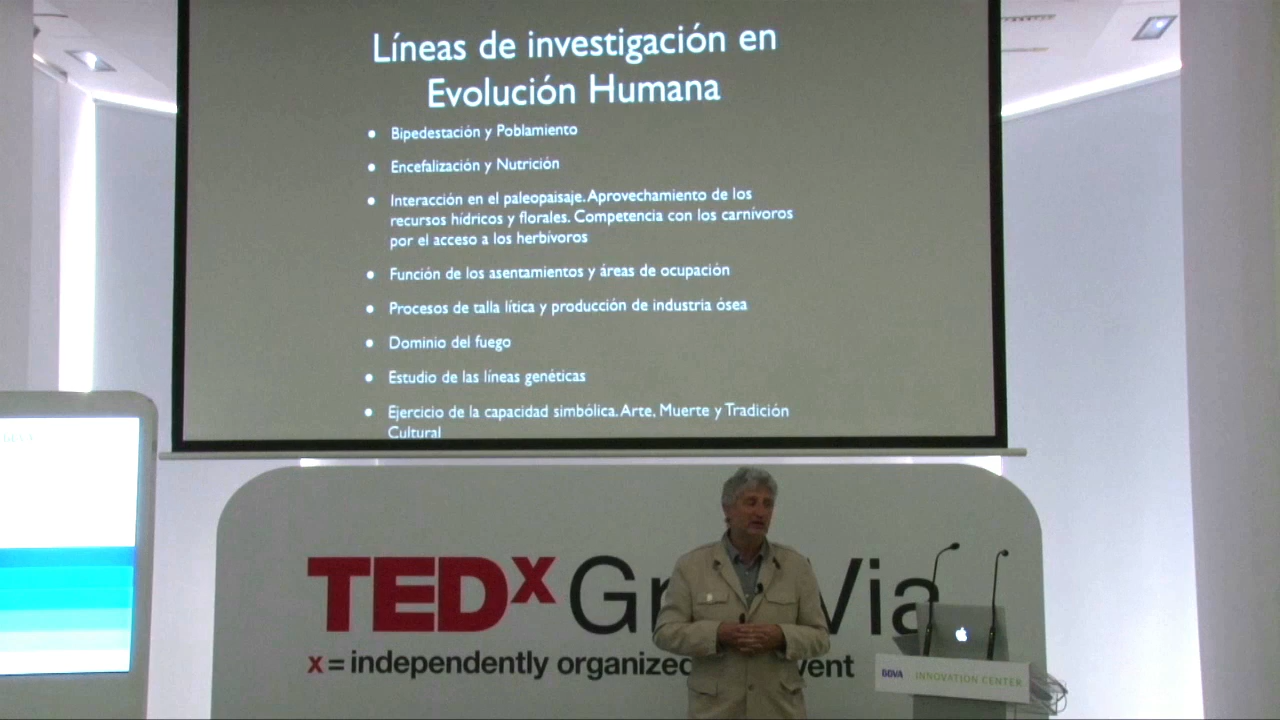 Líneas de investigación en
Evolución Humana
• Bipedestación y Poblamiento
• Encefalización y Nutrición
• Interacción en el paleopaisaje. Aprovechamiento de los
recursos hídricos y florales. Competencia con los carnívoros
por el acceso a los herbívoros
• Función de los asentamientos y áreas de ocupación
• Procesos de talla lítica y producción de industria ósea
• Dominio del fuego
• Estudio de las líneas genéticas
• Ejercicio de la capacidad simbólica. Arte, Muerte y Tradición
Cultural
TEDx Gr Via
x = independently organized vent
BBVA INNOVATION CENTER